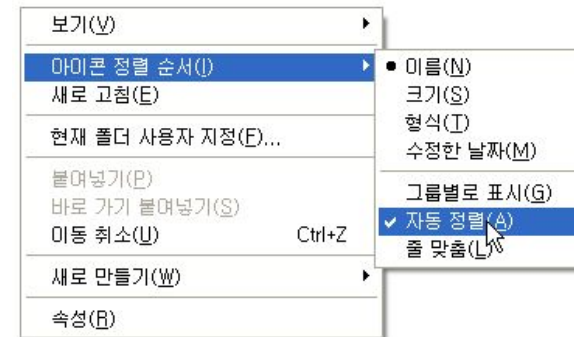 보기(V)
아이콘 정렬 순서(I)
새로 고침(E)
현재 폴더 사용자 지정(F)...
붙여넣기(P)
바로 가기 붙여넣기(S)
이동 취소(U) Ctrl+Z
새로 만들기(W)
속성(R)
이름(N)
크기(S)
형식(T)
수정한 날짜(M)
그룹별로 표시(G)
자동 정렬(A)
줄 맞춤(L)